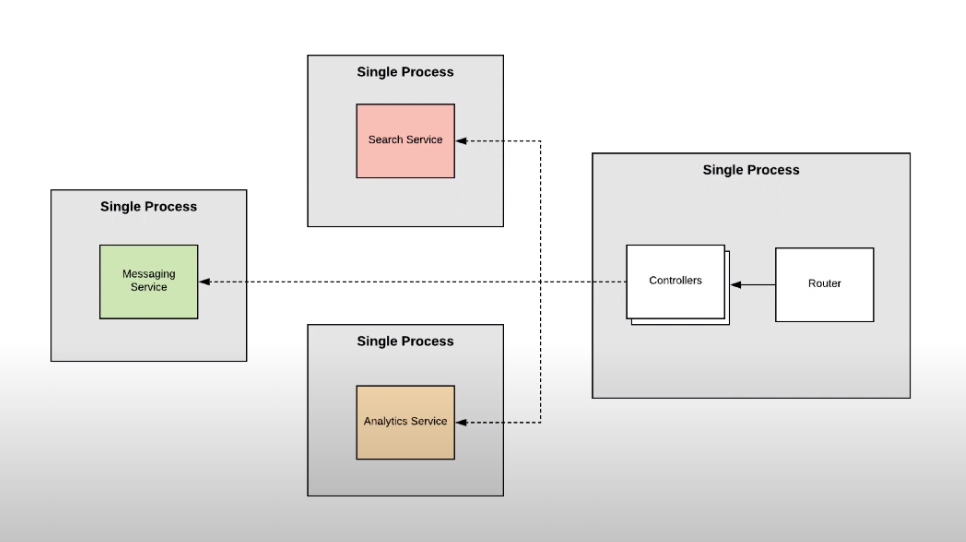 Single Process
Search Service
Single Process
Single Process
Messaging
Service
Controllers
Router
Single Process
Analytics Service